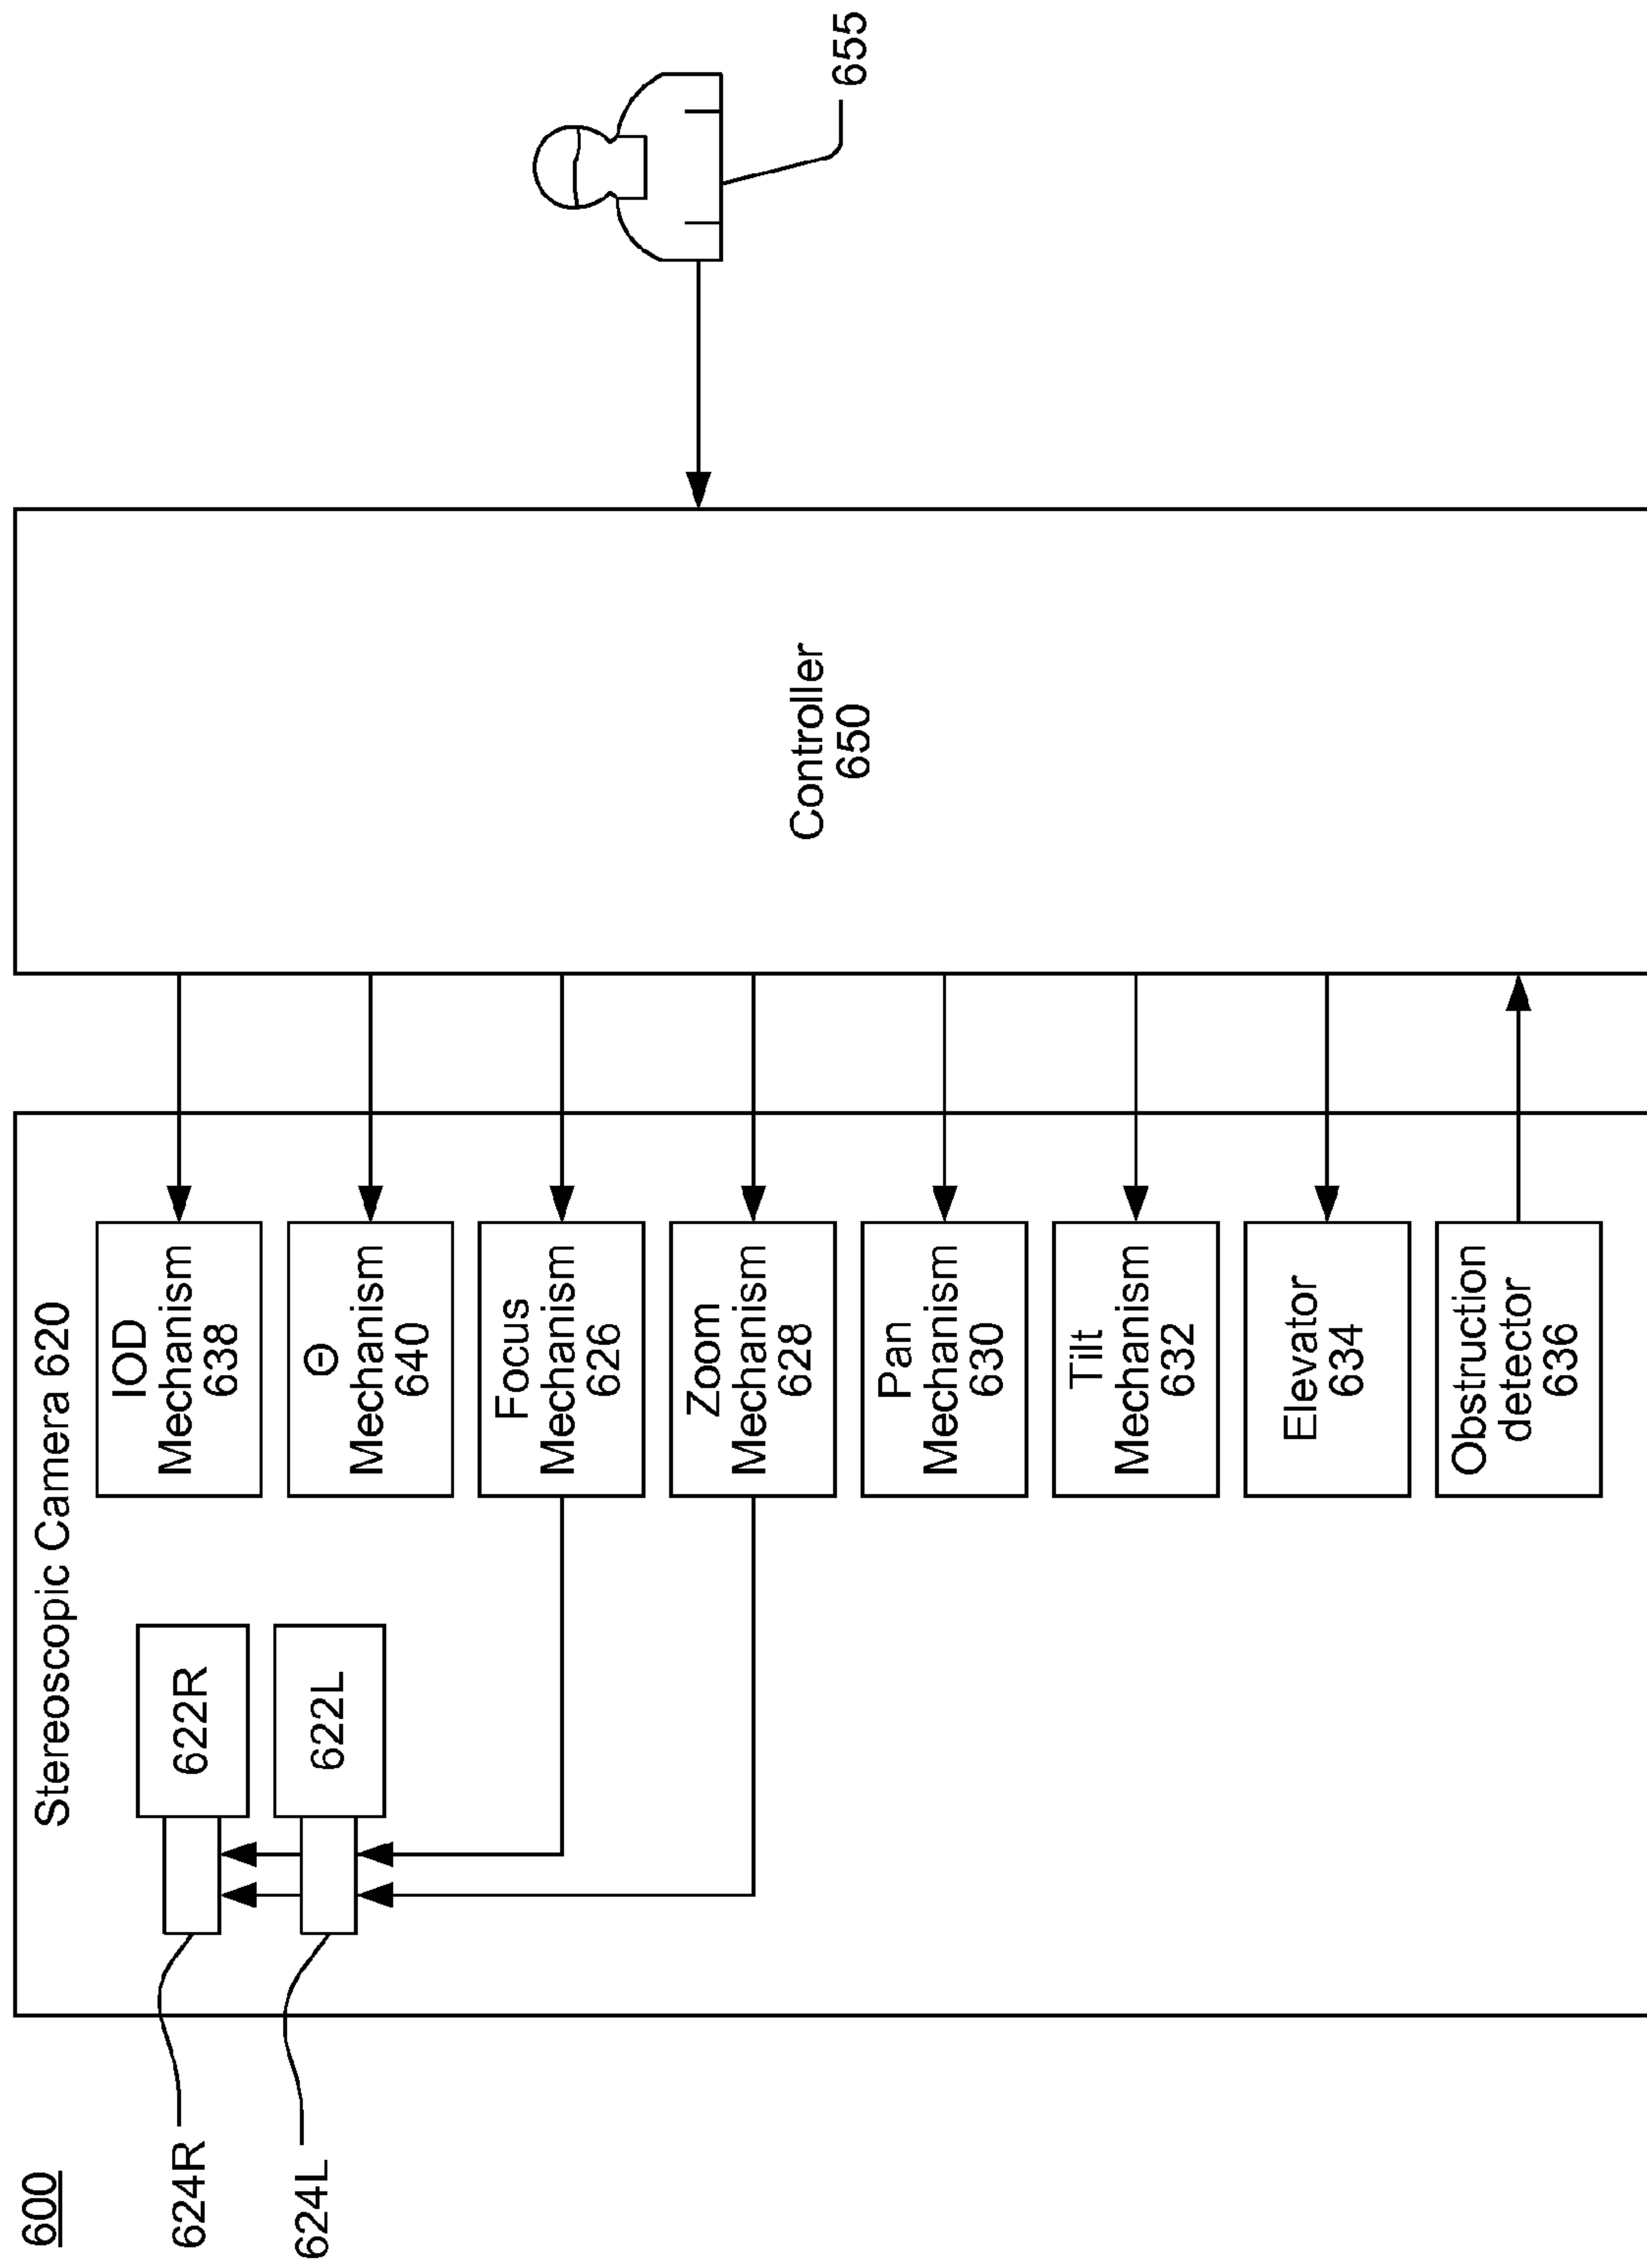 600
Stereoscopic Camera 620
624R
624L
622R
622L
IOD
Mechanism
638
Θ
Mechanism
640
Focus
Mechanism
626
Zoom
Mechanism
628
Pan
Mechanism
630
Tilt
Mechanism
632
Elevator
634
Obstruction
detector
636
Controller
650
655